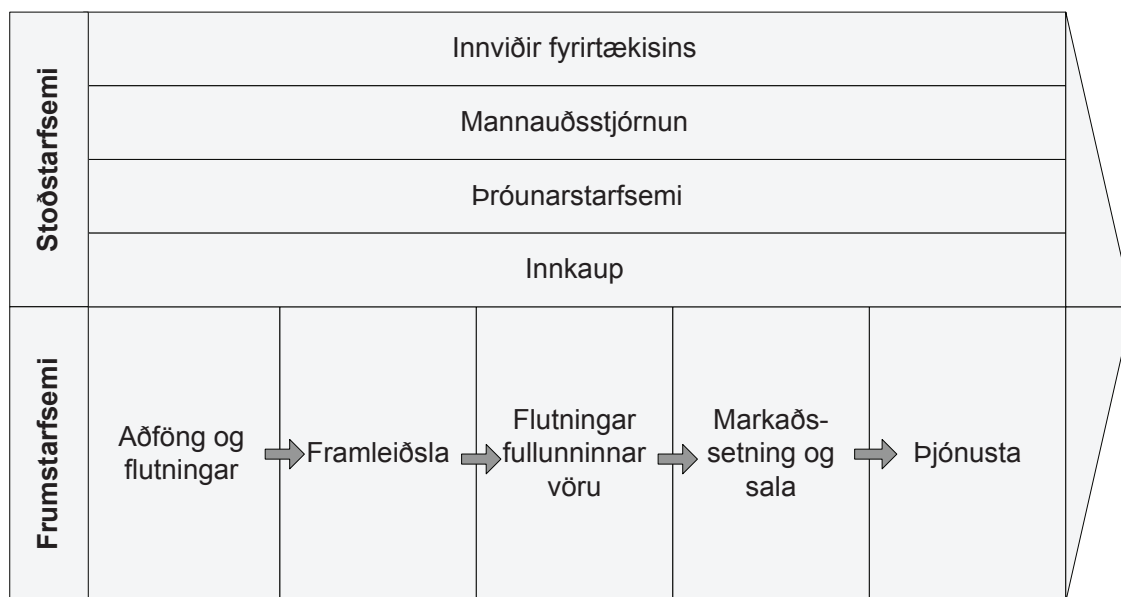 Stoðstarfsemi
Innviðir fyrirtækisins
Mannauðsstjórnun
Þróunarstarfsemi
Innkaup
Frumstarfsemi
Aðföng og
flutningar
Framleiðsla
Flutningar
fullunninnar
vöru
Markaðs-
setning og
sala
Þjónusta